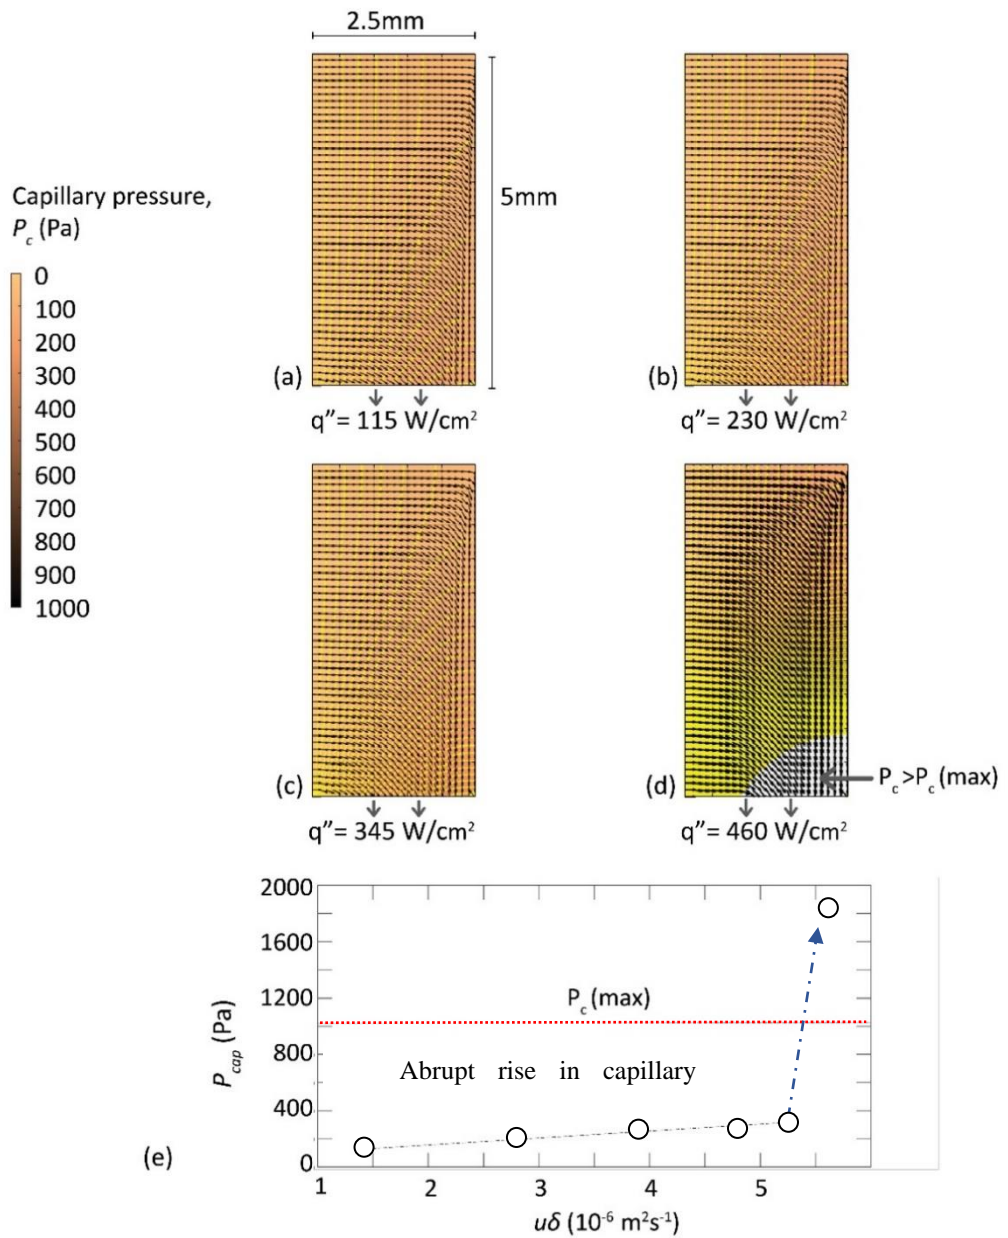 2.5mm
5mm
Capillary pressure,
P_c (Pa)
0
100
200
300
400
500
600
700
800
900
1000
(a)
q”= 115 W/cm²
(b)
q”= 230 W/cm²
(c)
q”= 345 W/cm²
(d)
P_c >P_c (max)
q”= 460 W/cm²
2000
1600
1200
800
400
0
P_cap (Pa)
P_c (max)
Abrupt rise in capillary
(e)
1 2 3 4 5
uδ (10⁻⁶ m²s⁻¹)